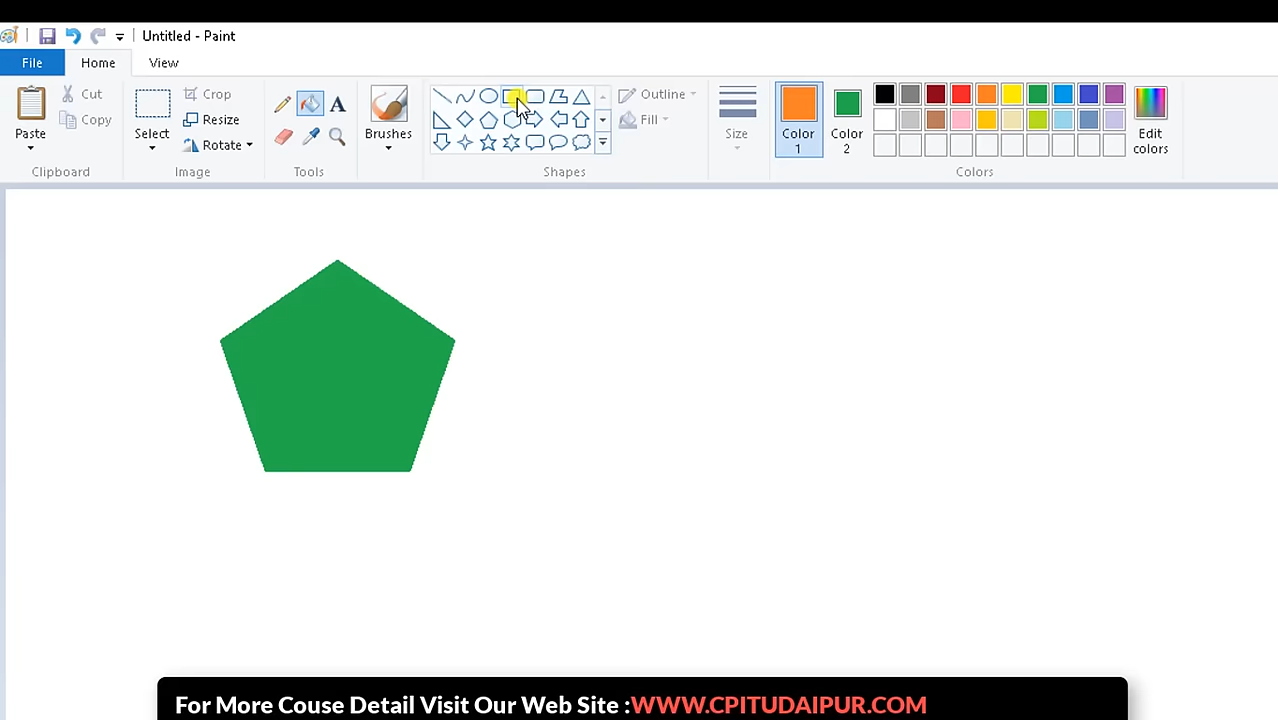 Untitled - Paint
File Home View
Paste Cut Copy Select Crop Resize Rotate A Brushes Outline Fill Size Color 1 Color 2 Edit colors
Clipboard Image Tools Shapes Colors
For More Couse Detail Visit Our Web Site :WWW.CPITUDAIPUR.COM